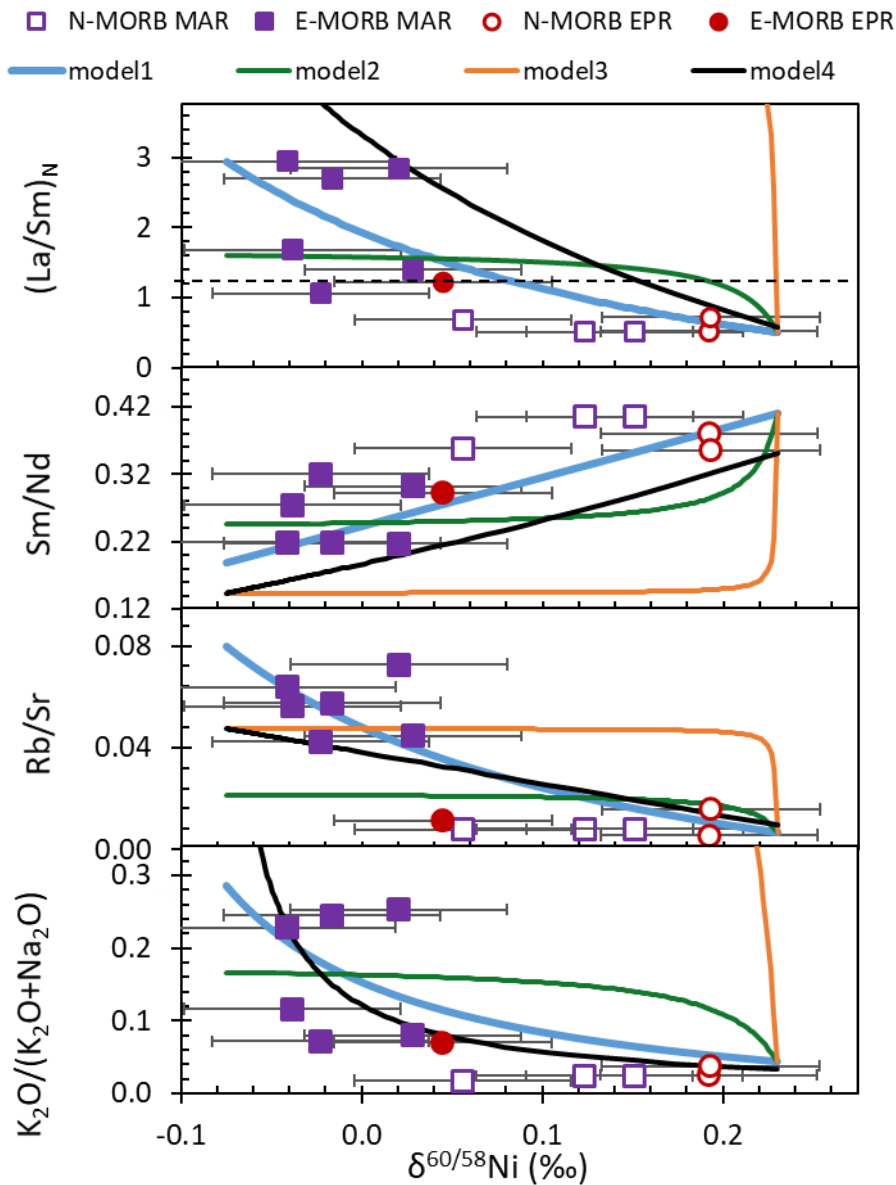 N-MORB MAR E-MORB MAR N-MORB EPR E-MORB EPR
model1 model2 model3 model4
(La/Sm)N
3
2
1
0
Sm/Nd
0.42
0.32
0.22
0.12
Rb/Sr
0.08
0.04
0.00
K2O/(K2O+Na2O)
0.3
0.2
0.1
0.0
-0.1 0.0 0.1 0.2
δ60/58Ni (‰)